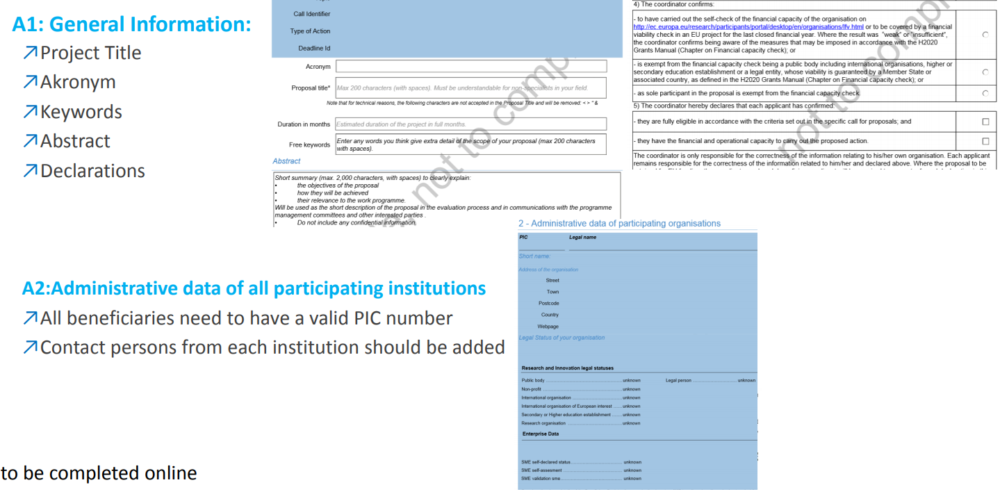 A1: General Information:
Project Title
Akronym
Keywords
Abstract
Declarations
Call Identifier
Type of Action
Deadline Id
Acronym
Proposal title* Max 200 characters (with spaces). Must be understandable for non-specialists in your field.
Note that for technical reasons, the following characters are not accepted in the Proposal Title and will be removed: < > " &
Duration in months Estimated duration of the project in full months.
Free keywords Enter any words you think give extra detail of the scope of your proposal (max 200 characters
with spaces).
Abstract
Short summary (max. 2,000 characters, with spaces) to clearly explain:
• the objectives of the proposal
• how they will be achieved
• their relevance to the work programme.
Will be used as the short description of the proposal in the evaluation process and in communications with the programme
management committees and other interested parties .
• Do not include any confidential information.
not to comp
4) The coordinator confirms:
- to have carried out the self-check of the financial capacity of the organisation on
http://ec.europa.eu/research/participants/portal/desktop/en/organisations/lfv.html or to be covered by a financial
viability check in an EU project for the last closed financial year. Where the result was "weak" or "insufficient",
the coordinator confirms being aware of the measures that may be imposed in accordance with the H2020
Grants Manual (Chapter on Financial capacity check); or
- is exempt from the financial capacity check being a public body including international organisations, higher or
secondary education establishment or a legal entity, whose viability is guaranteed by a Member State or
associated country, as defined in the H2020 Grants Manual (Chapter on Financial capacity check); or
- as sole participant in the proposal is exempt from the financial capacity check.
5) The coordinator hereby declares that each applicant has confirmed:
- they are fully eligible in accordance with the criteria set out in the specific call for proposals; and
- they have the financial and operational capacity to carry out the proposed action.
The coordinator is only responsible for the correctness of the information relating to his/her own organisation. Each applicant
remains responsible for the correctness of the information related to him/her and declared above. Where the proposal to be
not to compl
A2:Administrative data of all participating institutions
All beneficiaries need to have a valid PIC number
Contact persons from each institution should be added
2 - Administrative data of participating organisations
PIC Legal name
Short name:
Address of the organisation
Street
Town
Postcode
Country
Webpage
Legal Status of your organisation
Research and Innovation legal statuses
Public body .......... unknown Legal person .......... unknown
Non-profit .......... unknown
International organisation .......... unknown
International organisation of European interest ...... unknown
Secondary or Higher education establishment ....... unknown
Research organisation .......... unknown
Enterprise Data
SME self-declared status .......... unknown
SME self-assesment .......... unknown
SME validation sme.......... unknown
to be completed online